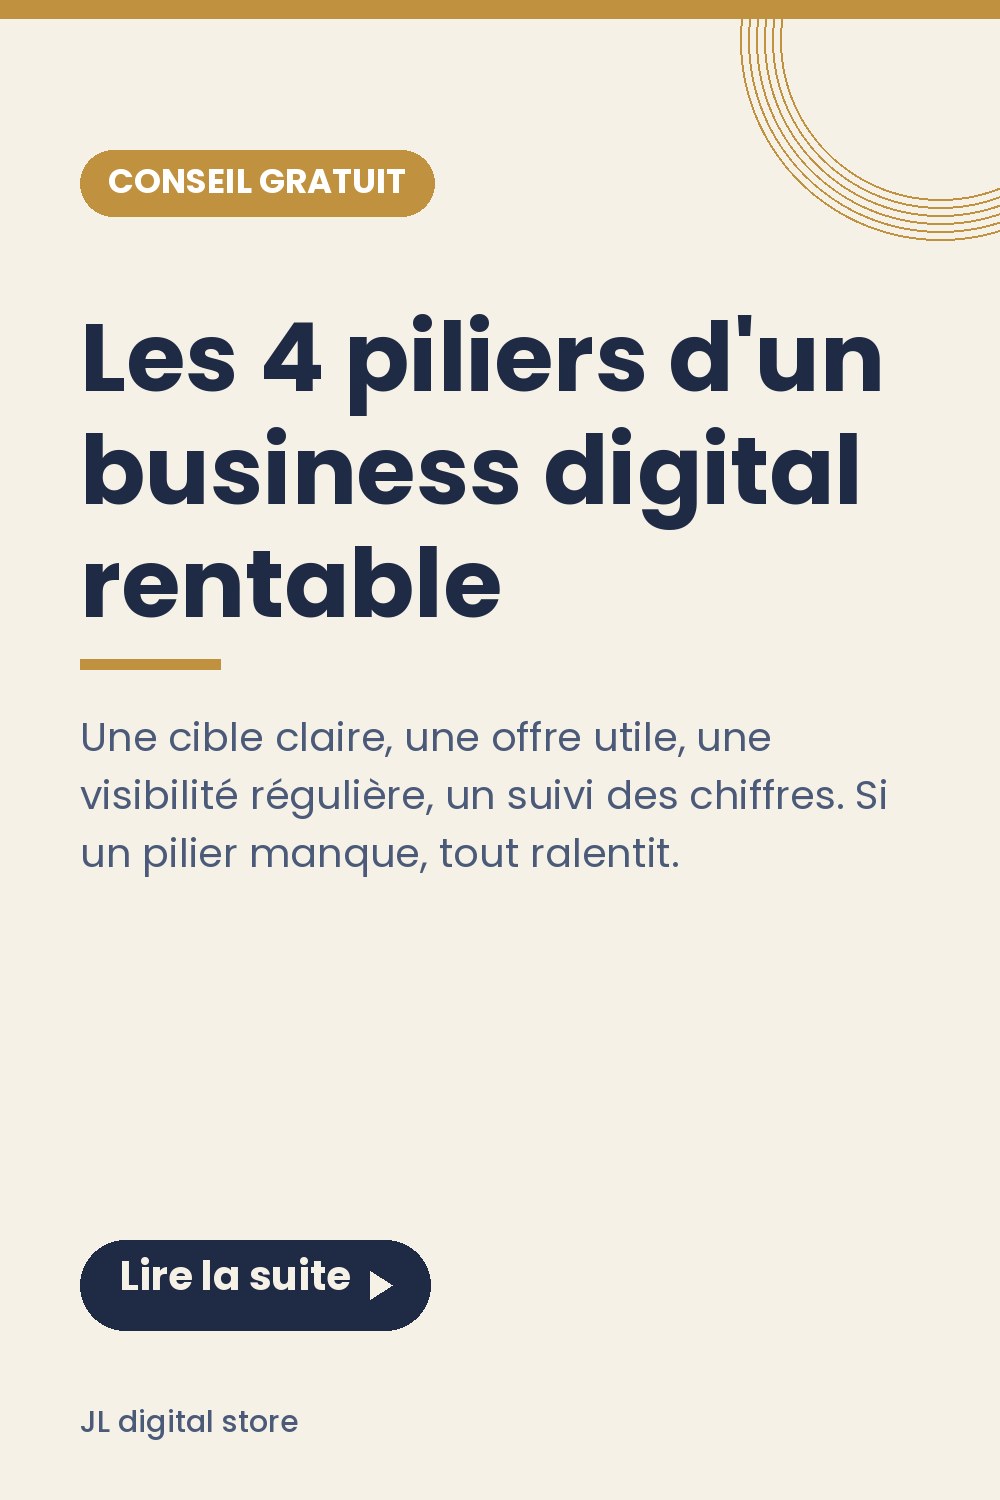 CONSEIL GRATUIT
Les 4 piliers d'un
business digital
rentable
Une cible claire, une offre utile, une
visibilité régulière, un suivi des chiffres. Si
un pilier manque, tout ralentit.
Lire la suite
JL digital store